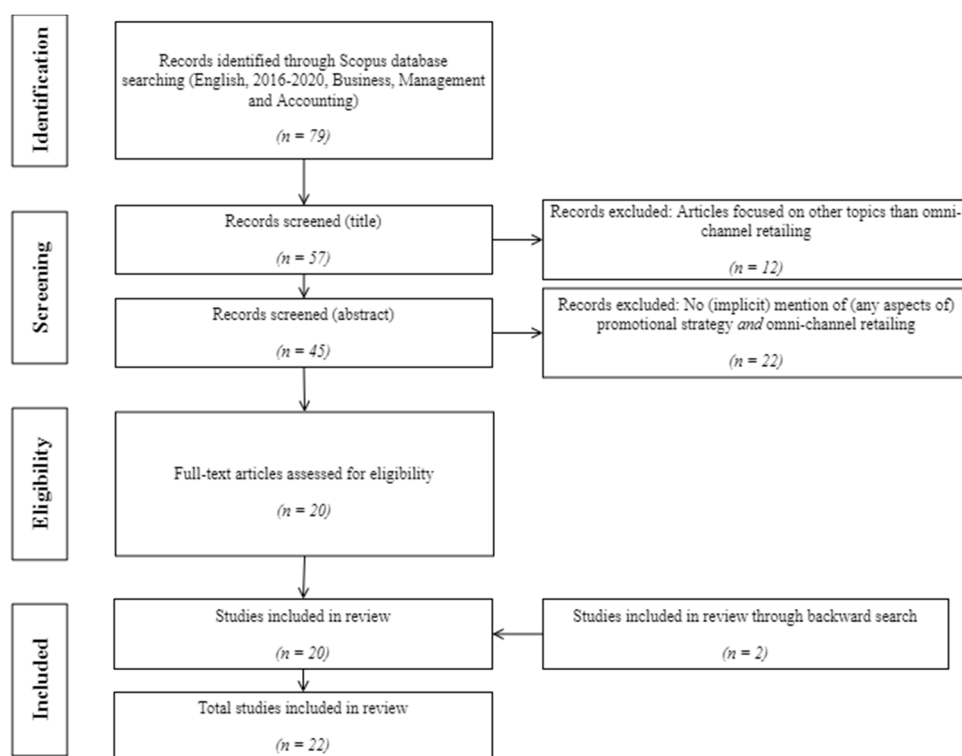 Identification
Records identified through Scopus database
searching (English, 2016-2020, Business, Management
and Accounting)
(n = 79)
Screening
Records screened (title)
(n = 57)
Records excluded: Articles focused on other topics than omni-
channel retailing
(n = 12)
Records screened (abstract)
(n = 45)
Records excluded: No (implicit) mention of (any aspects of)
promotional strategy and omni-channel retailing
(n = 22)
Eligibility
Full-text articles assessed for eligibility
(n = 20)
Included
Studies included in review
(n = 20)
Studies included in review through backward search
(n = 2)
Total studies included in review
(n = 22)